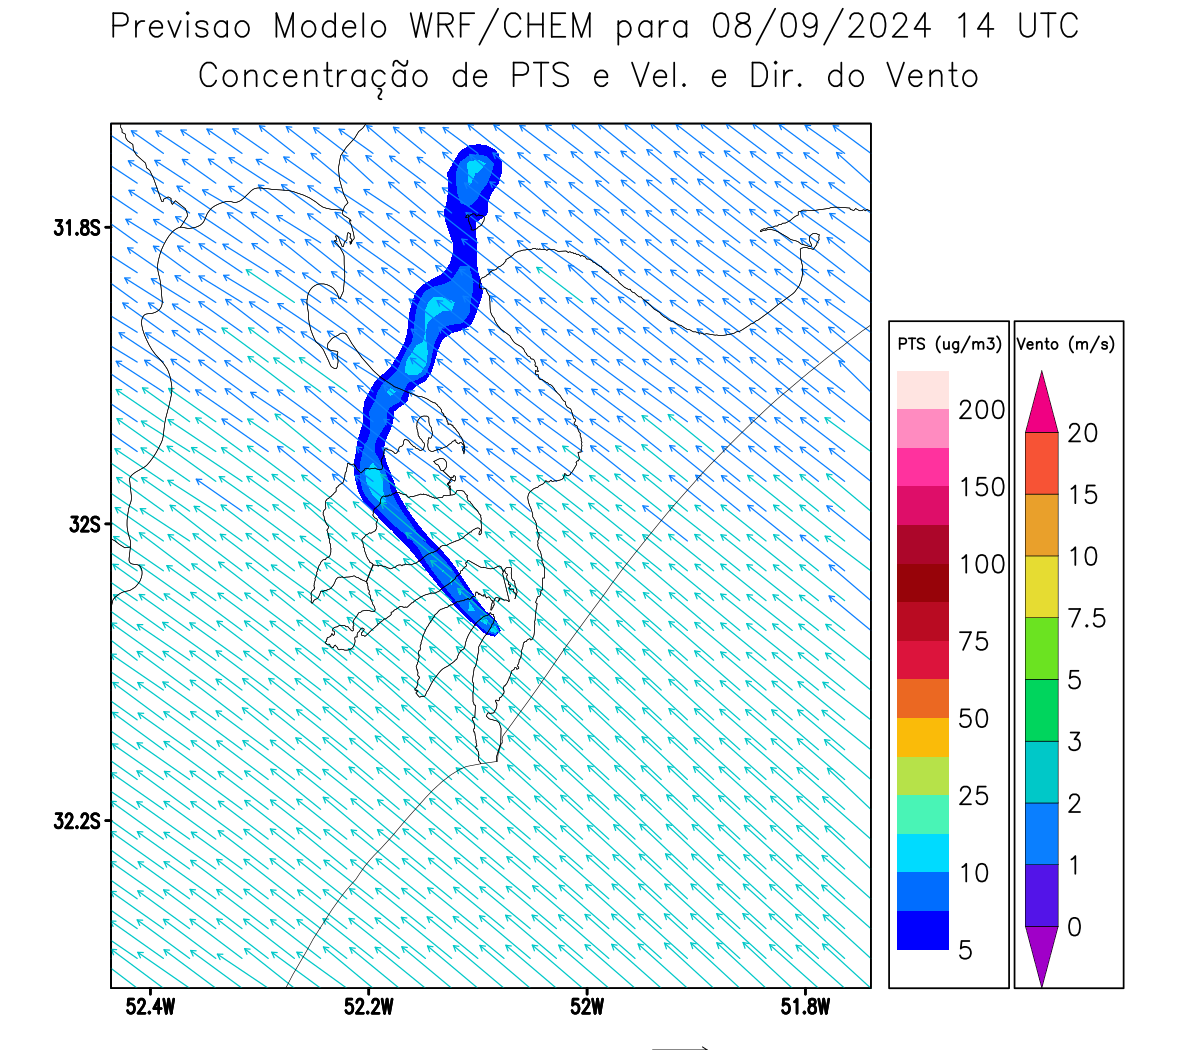 Previsao Modelo WRF/CHEM para 08/09/2024 14 UTC
Concentração de PTS e Vel. e Dir. do Vento
31.8S
32S
32.2S
52.4W
52.2W
52W
51.8W
PTS (ug/m3)
200
150
100
75
50
25
10
5
Vento (m/s)
20
15
10
7.5
5
3
2
1
0